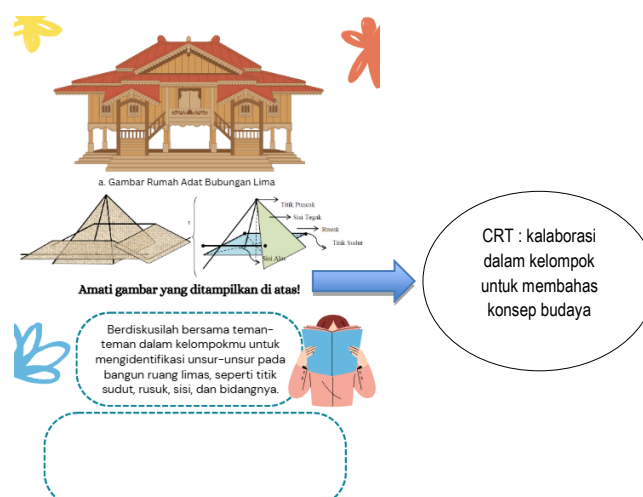 a. Gambar Rumah Adat Bubungan Lima
Titik Puncak
Sisi Tegak
Rusuk
t
Titik Sudut
Sisi Alas
Amati gambar yang ditampilkan di atas!
Berdiskusilah bersama teman-
teman dalam kelompokmu untuk
mengidentifikasi unsur-unsur pada
bangun ruang limas, seperti titik
sudut, rusuk, sisi, dan bidangnya.
CRT : kalaborasi
dalam kelompok
untuk membahas
konsep budaya